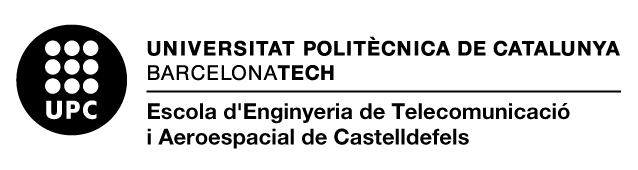 UPC
UNIVERSITAT POLITÈCNICA DE CATALUNYA
BARCELONATECH
Escola d'Enginyeria de Telecomunicació
i Aeroespacial de Castelldefels